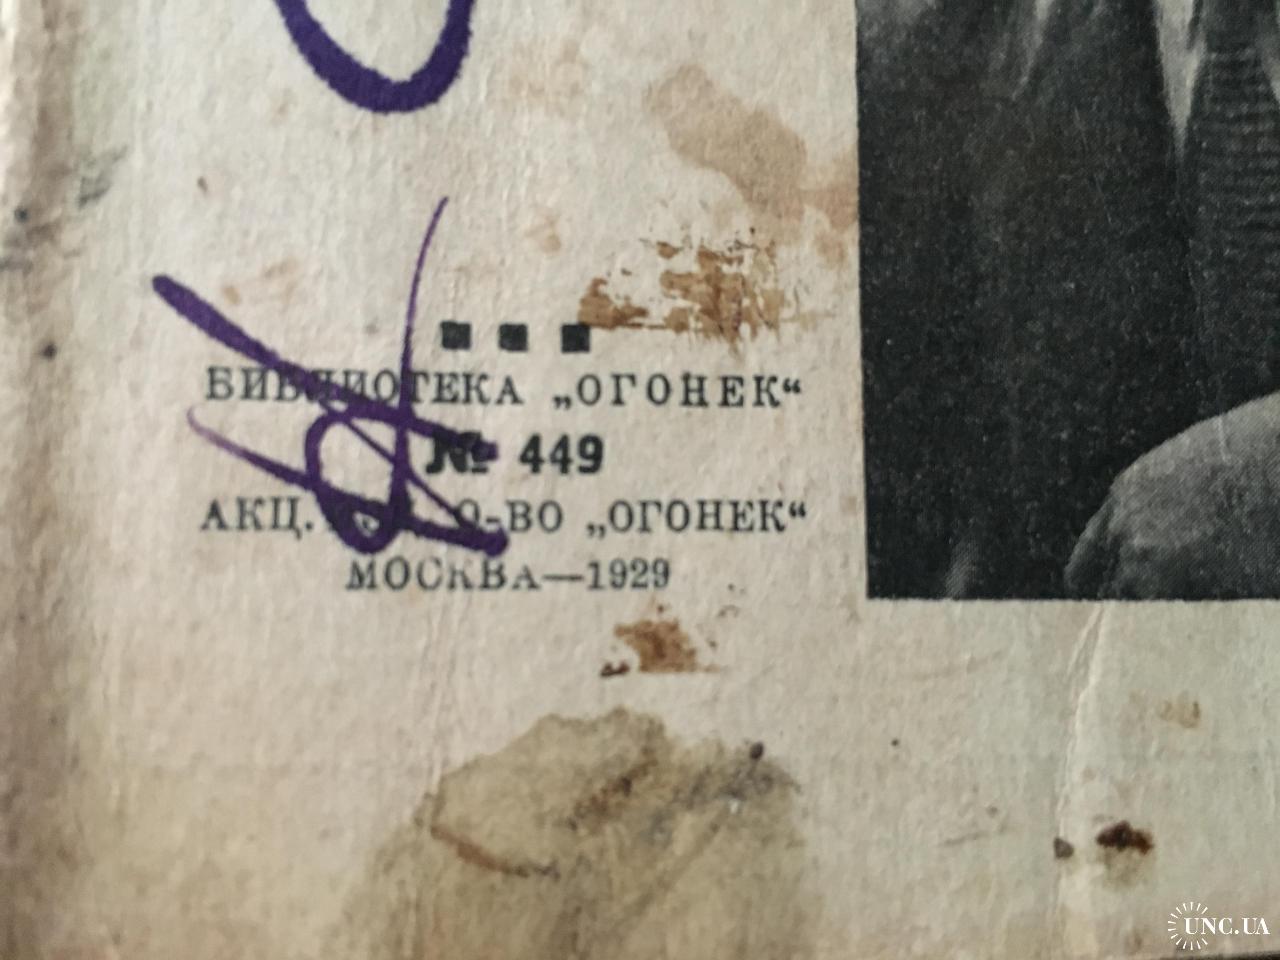 БИБЛИОТЕКА „ОГОНЕК“
№ 449
АКЦ. О-ВО „ОГОНЕК“
МОСКВА—1929
UNC.UA